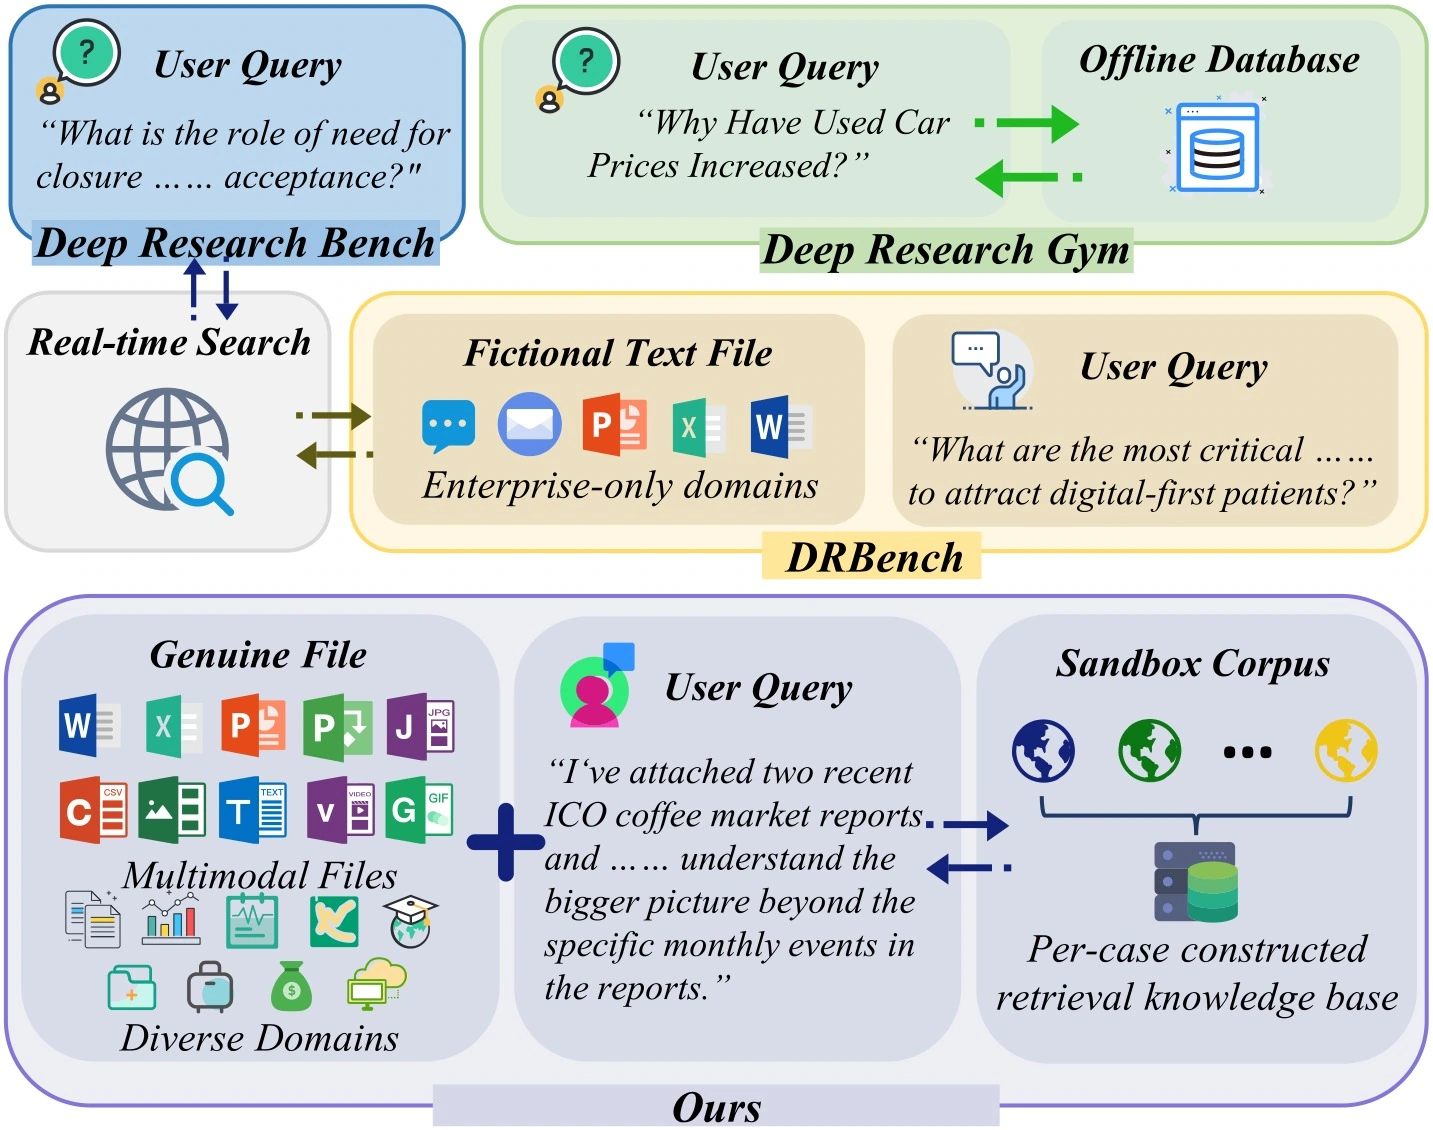 User Query
“What is the role of need for
closure …… acceptance?"
Deep Research Bench
User Query
“Why Have Used Car
Prices Increased?”
Offline Database
Deep Research Gym
Real-time Search
Fictional Text File
P
X
W
Enterprise-only domains
User Query
“What are the most critical ……
to attract digital-first patients?”
DRBench
Genuine File
W
X
P
P
J
JPG
C
CSV
T
TEXT
V
VIDEO
G
GIF
Multimodal Files
$
Diverse Domains
User Query
“I‘ve attached two recent
ICO coffee market reports
and …… understand the
bigger picture beyond the
specific monthly events in
the reports.”
Sandbox Corpus
Per-case constructed
retrieval knowledge base
Ours